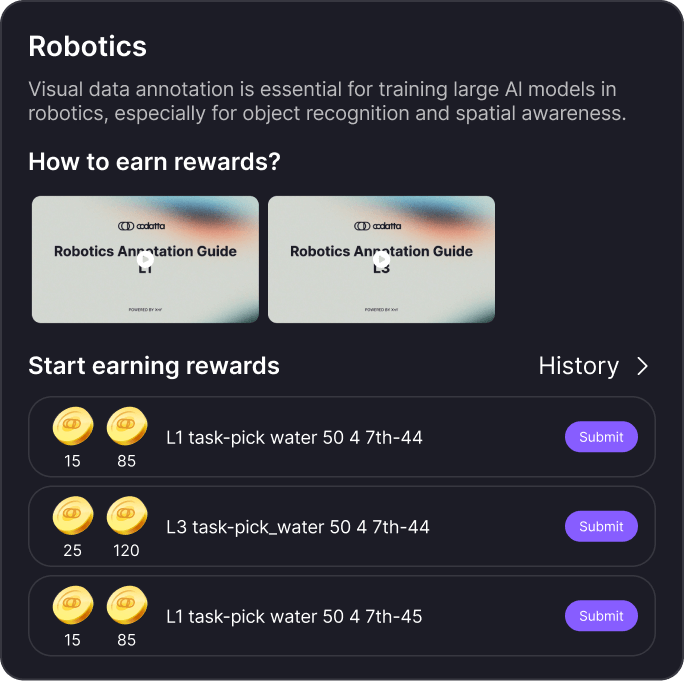 Robotics
Visual data annotation is essential for training large AI models in
robotics, especially for object recognition and spatial awareness.
How to earn rewards?
codatta
Robotics Annotation Guide
L1
POWERED BY XnY
codatta
Robotics Annotation Guide
L3
POWERED BY XnY
Start earning rewards
History
15
85
L1 task-pick water 50 4 7th-44
Submit
25
120
L3 task-pick_water 50 4 7th-44
Submit
15
85
L1 task-pick water 50 4 7th-45
Submit